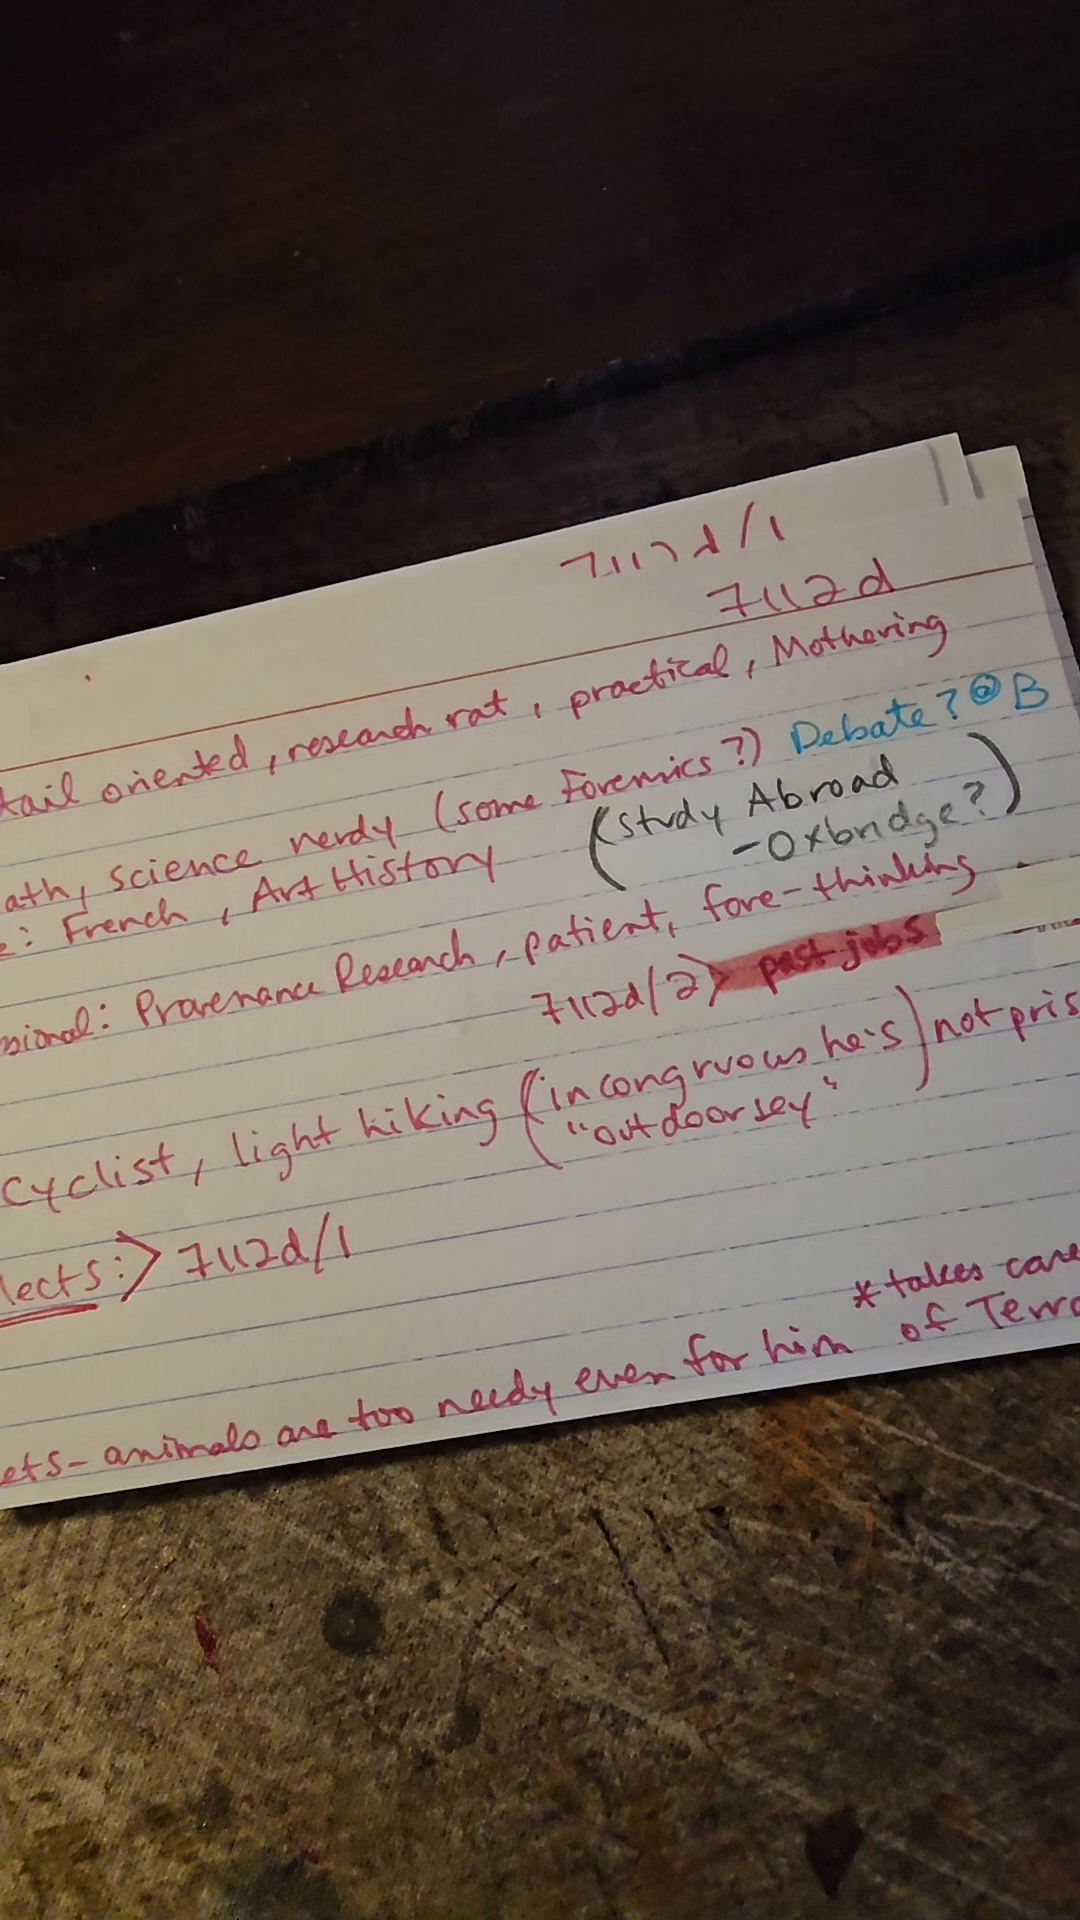 7112d/1
7112d
tail oriented, research rat, practical, Mothering
ath, science nerdy (some Forensics?) Debate? @ B
e: French, Art History
(study Abroad
- Oxbridge?)
sional: Provenance Research, patient, fore-thinking
7112d/2> past jobs
cyclist, light hiking (incongruous he's) not pris
"outdoorsey"
lects:> 7112d/1
* takes care
ets- animals are too needy even for him of Terra